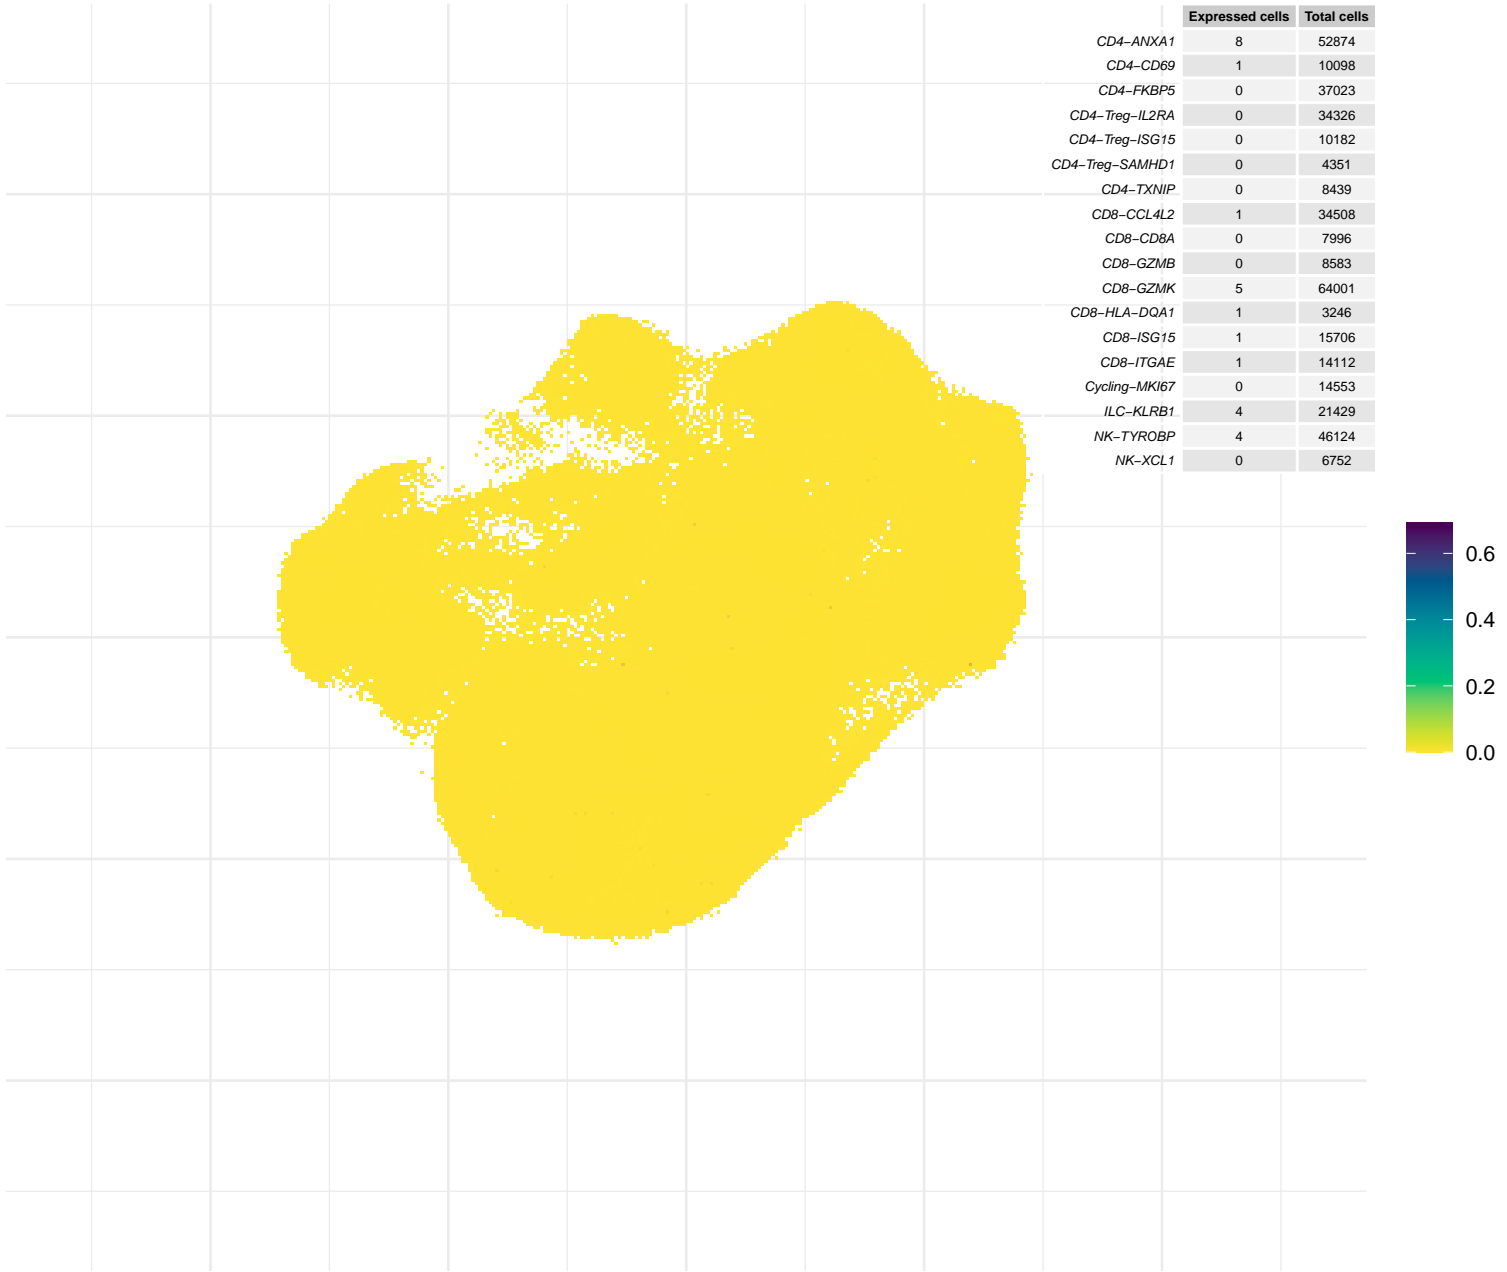 Expressed cells Total cells
CD4−ANXA1 8 52874
CD4−CD69 1 10098
CD4−FKBP5 0 37023
CD4−Treg−IL2RA 0 34326
CD4−Treg−ISG15 0 10182
CD4−Treg−SAMHD1 0 4351
CD4−TXNIP 0 8439
CD8−CCL4L2 1 34508
CD8−CD8A 0 7996
CD8−GZMB 0 8583
CD8−GZMK 5 64001
CD8−HLA−DQA1 1 3246
CD8−ISG15 1 15706
CD8−ITGAE 1 14112
Cycling−MKI67 0 14553
ILC−KLRB1 4 21429
NK−TYROBP 4 46124
NK−XCL1 0 6752
0.6
0.4
0.2
0.0